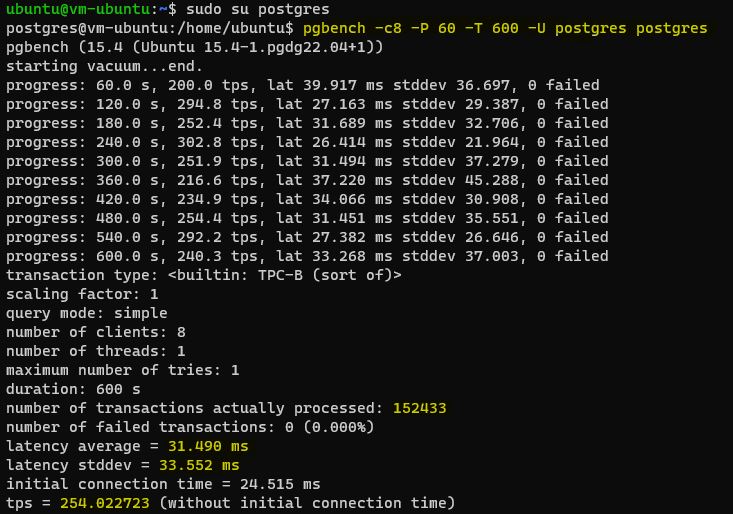 ubuntu@vm-ubuntu:~$ sudo su postgres
postgres@vm-ubuntu:/home/ubuntu$ pgbench -c8 -P 60 -T 600 -U postgres postgres
pgbench (15.4 (Ubuntu 15.4-1.pgdg22.04+1))
starting vacuum...end.
progress: 60.0 s, 200.0 tps, lat 39.917 ms stddev 36.697, 0 failed
progress: 120.0 s, 294.8 tps, lat 27.163 ms stddev 29.387, 0 failed
progress: 180.0 s, 252.4 tps, lat 31.689 ms stddev 32.706, 0 failed
progress: 240.0 s, 302.8 tps, lat 26.414 ms stddev 21.964, 0 failed
progress: 300.0 s, 251.9 tps, lat 31.494 ms stddev 37.279, 0 failed
progress: 360.0 s, 216.6 tps, lat 37.220 ms stddev 45.288, 0 failed
progress: 420.0 s, 234.9 tps, lat 34.066 ms stddev 30.908, 0 failed
progress: 480.0 s, 254.4 tps, lat 31.451 ms stddev 35.551, 0 failed
progress: 540.0 s, 292.2 tps, lat 27.382 ms stddev 26.646, 0 failed
progress: 600.0 s, 240.3 tps, lat 33.268 ms stddev 37.003, 0 failed
transaction type: <builtin: TPC-B (sort of)>
scaling factor: 1
query mode: simple
number of clients: 8
number of threads: 1
maximum number of tries: 1
duration: 600 s
number of transactions actually processed: 152433
number of failed transactions: 0 (0.000%)
latency average = 31.490 ms
latency stddev = 33.552 ms
initial connection time = 24.515 ms
tps = 254.022723 (without initial connection time)